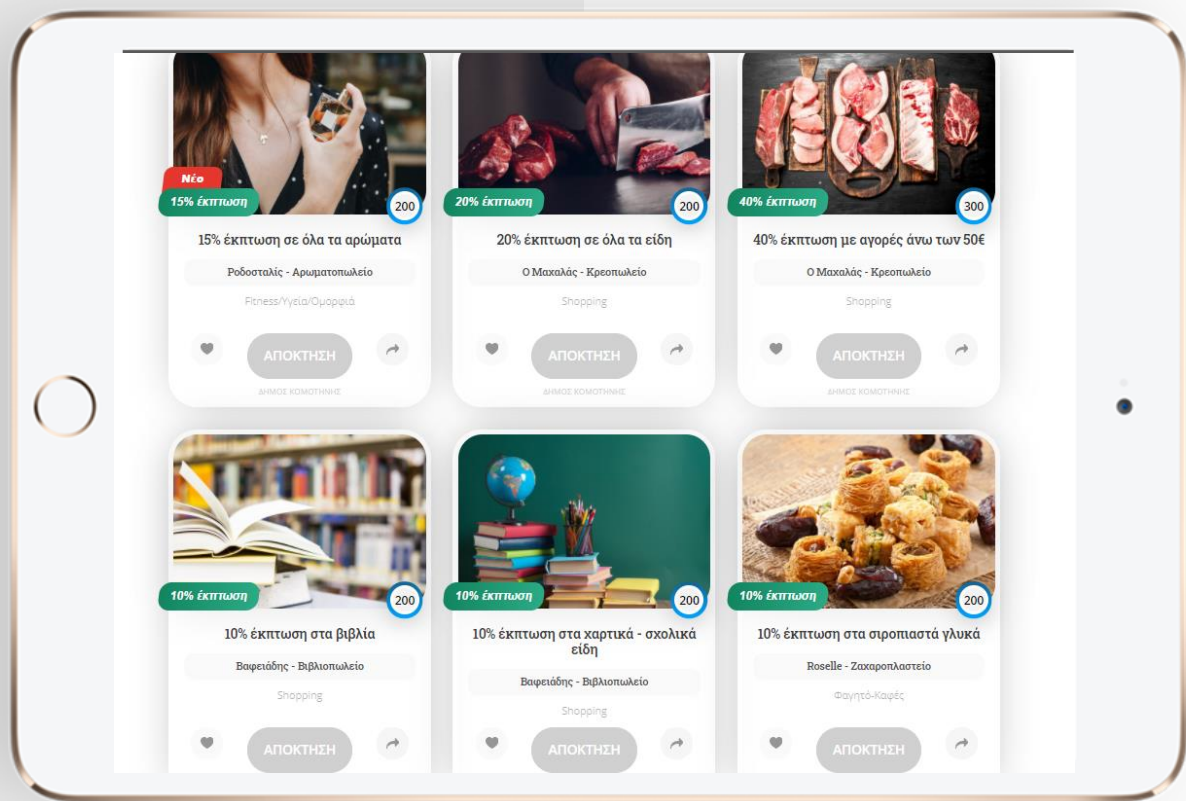 Νέο
15% έκπτωση
200
15% έκπτωση σε όλα τα αρώματα
Ροδοσταλίς - Αρωματοπωλείο
Fitness/Υγεία/Ομορφιά
ΑΠΟΚΤΗΣΗ
ΔΗΜΟΣ ΚΟΜΟΤΗΝΗΣ
20% έκπτωση
200
20% έκπτωση σε όλα τα είδη
Ο Μαχαλάς - Κρεοπωλείο
Shopping
ΑΠΟΚΤΗΣΗ
ΔΗΜΟΣ ΚΟΜΟΤΗΝΗΣ
40% έκπτωση
300
40% έκπτωση με αγορές άνω των 50€
Ο Μαχαλάς - Κρεοπωλείο
Shopping
ΑΠΟΚΤΗΣΗ
ΔΗΜΟΣ ΚΟΜΟΤΗΝΗΣ
10% έκπτωση
200
10% έκπτωση στα βιβλία
Βαφειάδης - Βιβλιοπωλείο
Shopping
ΑΠΟΚΤΗΣΗ
10% έκπτωση
200
10% έκπτωση στα χαρτικά - σχολικά
είδη
Βαφειάδης - Βιβλιοπωλείο
Shopping
ΑΠΟΚΤΗΣΗ
10% έκπτωση
200
10% έκπτωση στα σιροπιαστά γλυκά
Roselle - Ζαχαροπλαστείο
Φαγητό-Καφές
ΑΠΟΚΤΗΣΗ